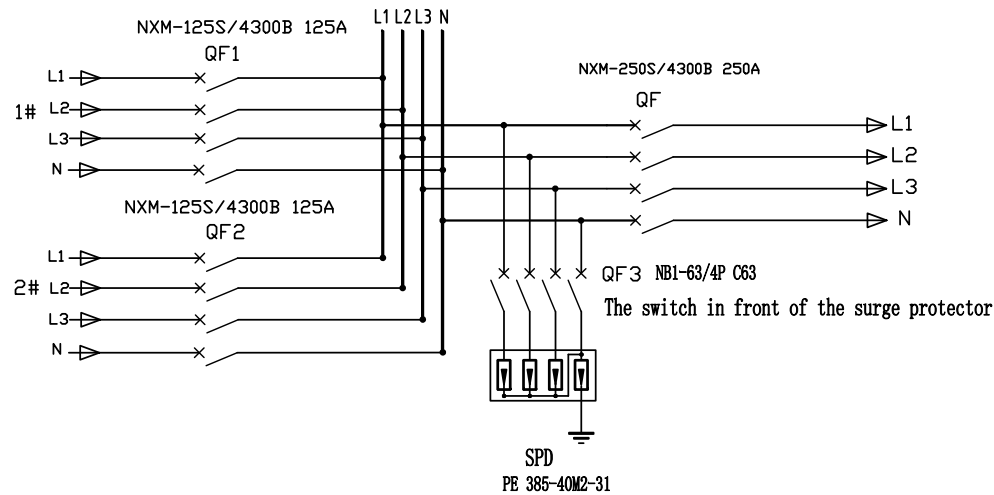 L1 L2 L3 N
NXM-125S/4300B 125A
QF1
L1
1# L2
L3
N
NXM-125S/4300B 125A
QF2
L1
2# L2
L3
N
NXM-250S/4300B 250A
QF
L1
L2
L3
N
QF3 NB1-63/4P C63
The switch in front of the surge protector
SPD
PE 385-40M2-31